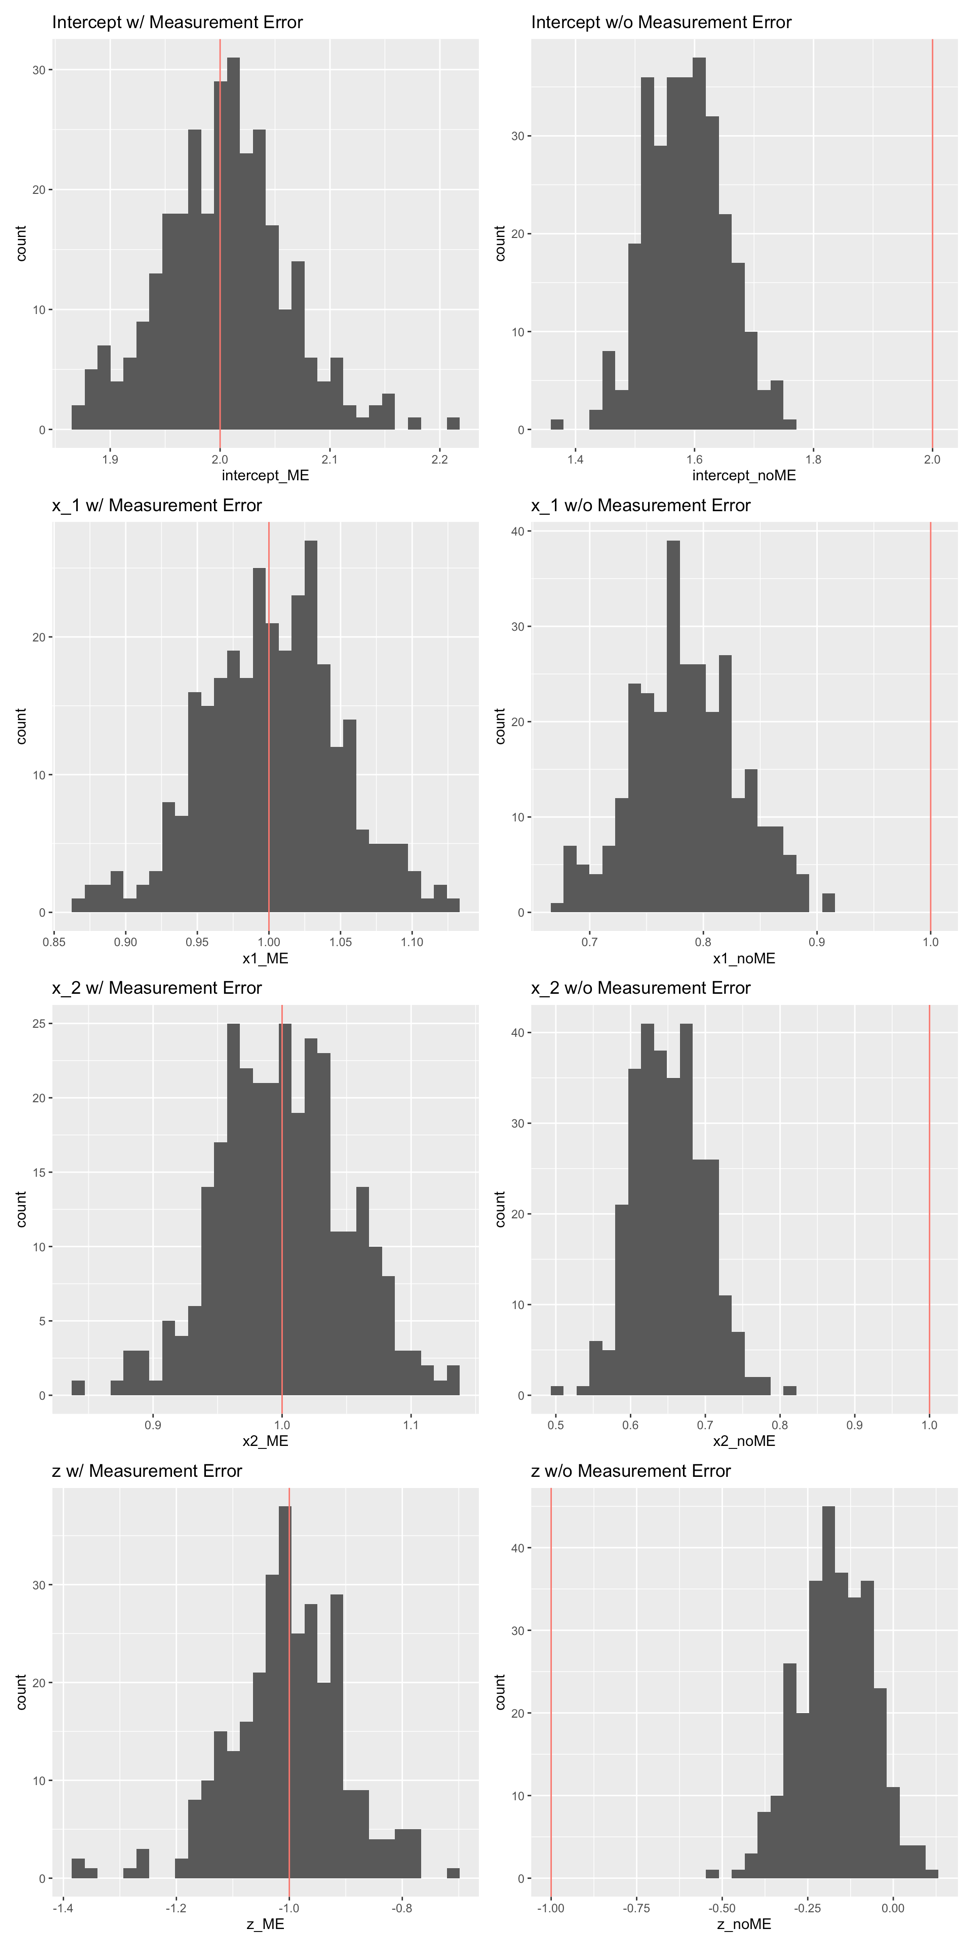 Intercept w/ Measurement Error
30
20
10
0
count
1.9 2.0 2.1 2.2
intercept_ME
Intercept w/o Measurement Error
30
20
10
0
count
1.4 1.6 1.8 2.0
intercept_noME
x_1 w/ Measurement Error
20
10
0
count
0.85 0.90 0.95 1.00 1.05 1.10
x1_ME
x_1 w/o Measurement Error
40
30
20
10
0
count
0.7 0.8 0.9 1.0
x1_noME
x_2 w/ Measurement Error
25
20
15
10
5
0
count
0.9 1.0 1.1
x2_ME
x_2 w/o Measurement Error
40
30
20
10
0
count
0.5 0.6 0.7 0.8 0.9 1.0
x2_noME
z w/ Measurement Error
30
20
10
0
count
-1.4 -1.2 -1.0 -0.8
z_ME
z w/o Measurement Error
40
30
20
10
0
count
-1.00 -0.75 -0.50 -0.25 0.00
z_noME